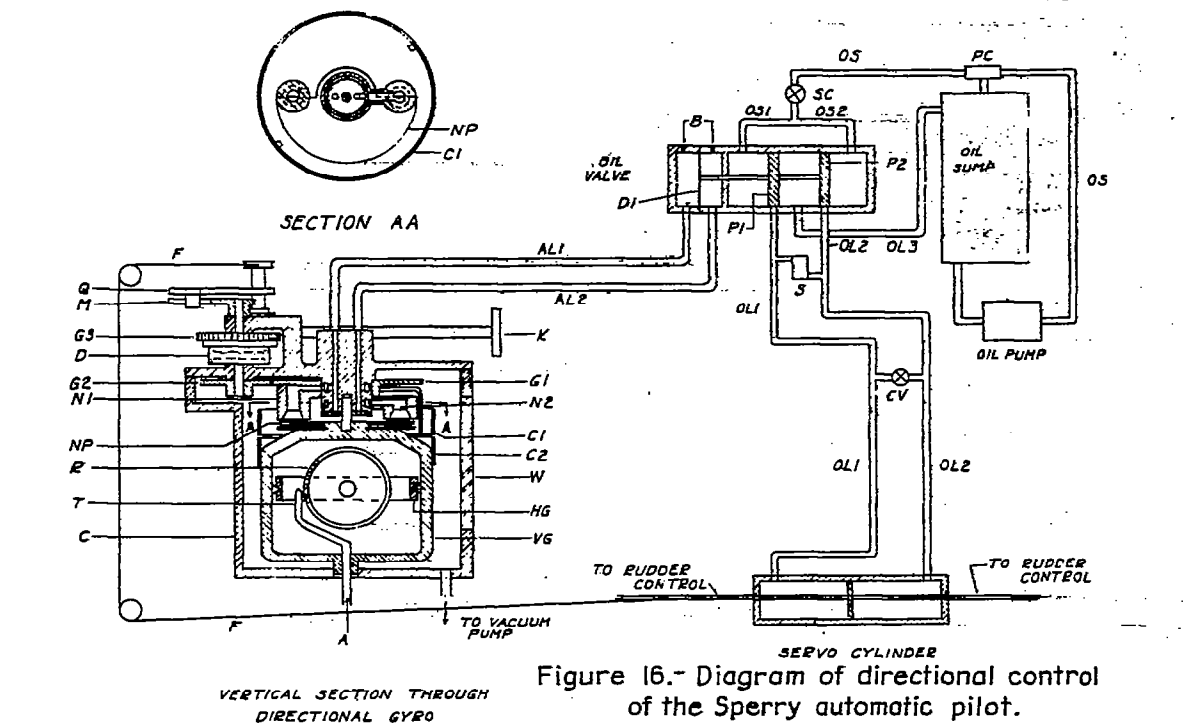 OS
PC
SC
OS1
OS2
NP
C1
B
OIL
VALVE
P2
OIL
SUMP
OS
D1
SECTION AA
P1
OL2
OL3
F
AL1
Q
M
AL2
S
OL1
G3
K
D
OIL PUMP
G2
G1
N1
N2
CV
A
A
NP
C1
C2
R
W
OL1
OL2
T
HG
C
VG
TO RUDDER
CONTROL
TO RUDDER
CONTROL
F
A
TO VACUUM
PUMP
SERVO CYLINDER
Figure 16.- Diagram of directional control
of the Sperry automatic pilot.
VERTICAL SECTION THROUGH
DIRECTIONAL GYRO